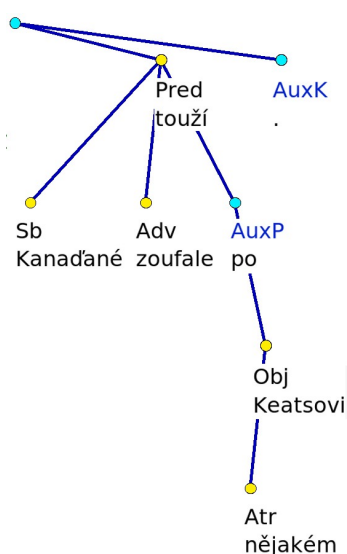 Pred
AuxK
touží
.
Sb
Adv
AuxP
Kanaďané
zoufale
po
Obj
Keatsovi
Atr
nějakém